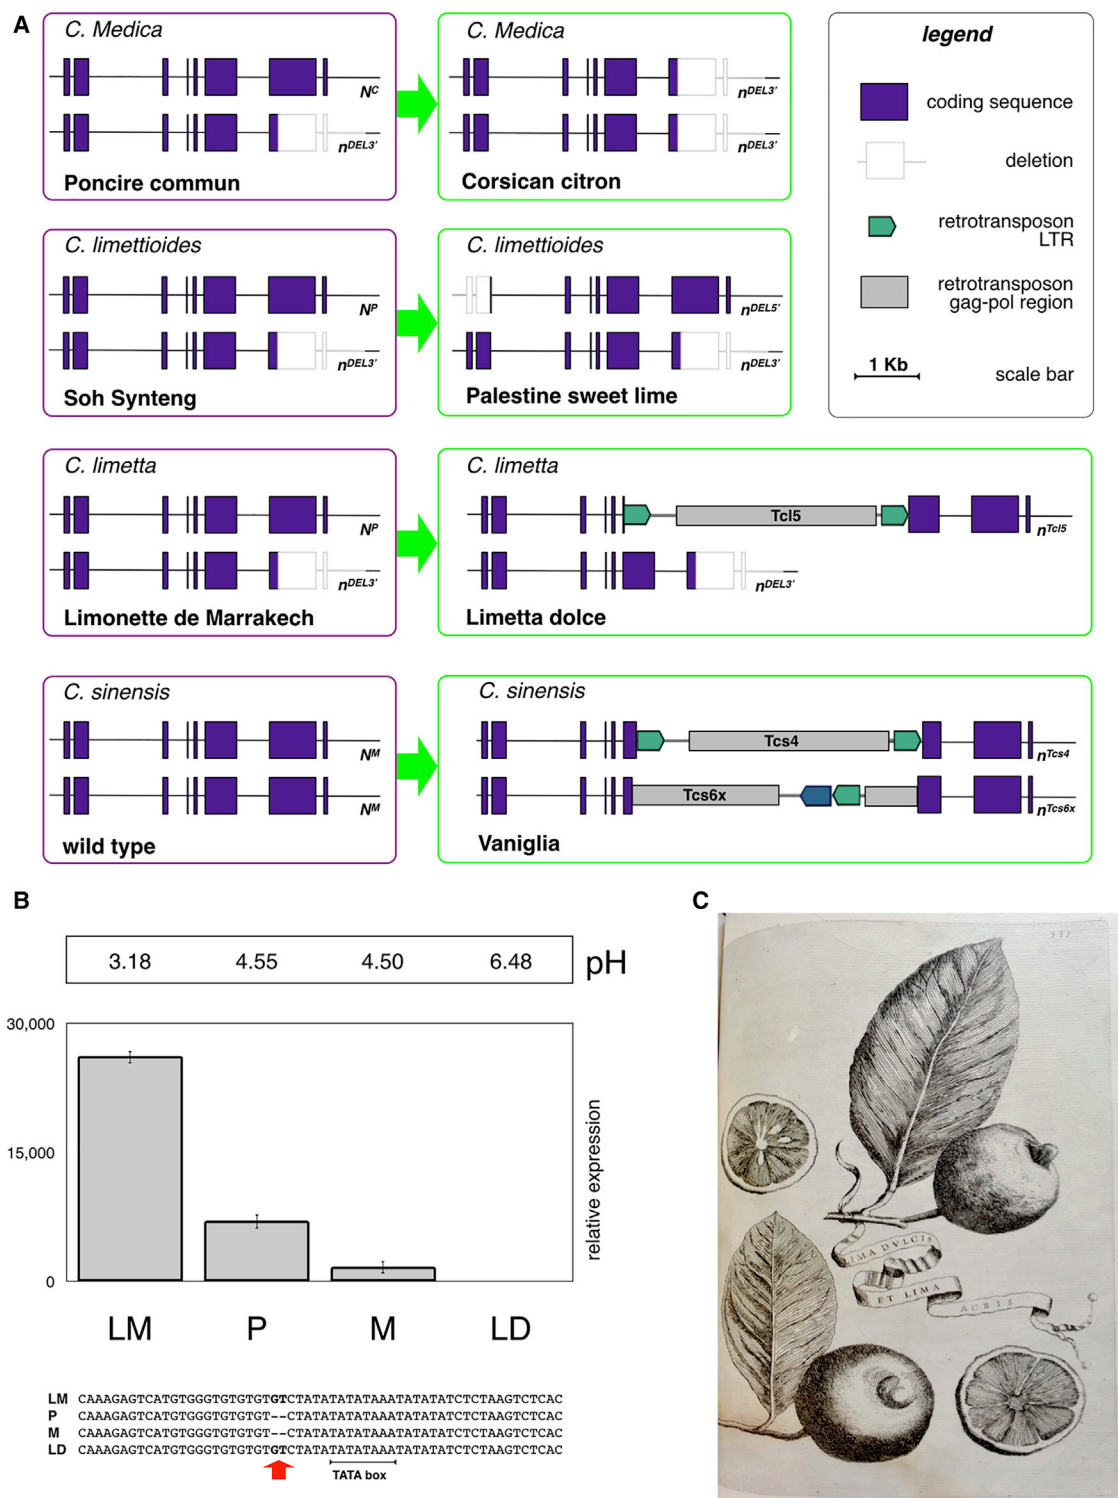 A
C. Medica
N^C
n^DEL3'
Poncire commun
C. Medica
n^DEL3'
n^DEL3'
Corsican citron
legend
coding sequence
deletion
retrotransposon
LTR
retrotransposon
gag-pol region
1 Kb
scale bar
C. limettioides
N^P
n^DEL3'
Soh Synteng
C. limettioides
n^DEL5'
n^DEL3'
Palestine sweet lime
C. limetta
N^P
n^DEL3'
Limonette de Marrakech
C. limetta
Tcl5
n^Tcl5
n^DEL3'
Limetta dolce
C. sinensis
N^M
N^M
wild type
C. sinensis
Tcs4
n^Tcs4
Tcs6x
n^Tcs6x
Vaniglia
B
3.18 4.55 4.50 6.48 pH
30,000
15,000
0
relative expression
LM P M LD
LM CAAAGAGTCATGTGGGTGTGTGTGTCTATATATATAAATATATATCTCTAAGTCTCAC
P CAAAGAGTCATGTGGGTGTGTGT--CTATATATATAAATATATATCTCTAAGTCTCAC
M CAAAGAGTCATGTGGGTGTGTGT--CTATATATATAAATATATATCTCTAAGTCTCAC
LD CAAAGAGTCATGTGGGTGTGTGTGTCTATATATATAAATATATATCTCTAAGTCTCAC
TATA box
C
IMA DVLCIS
ET LIMA
ACRIS